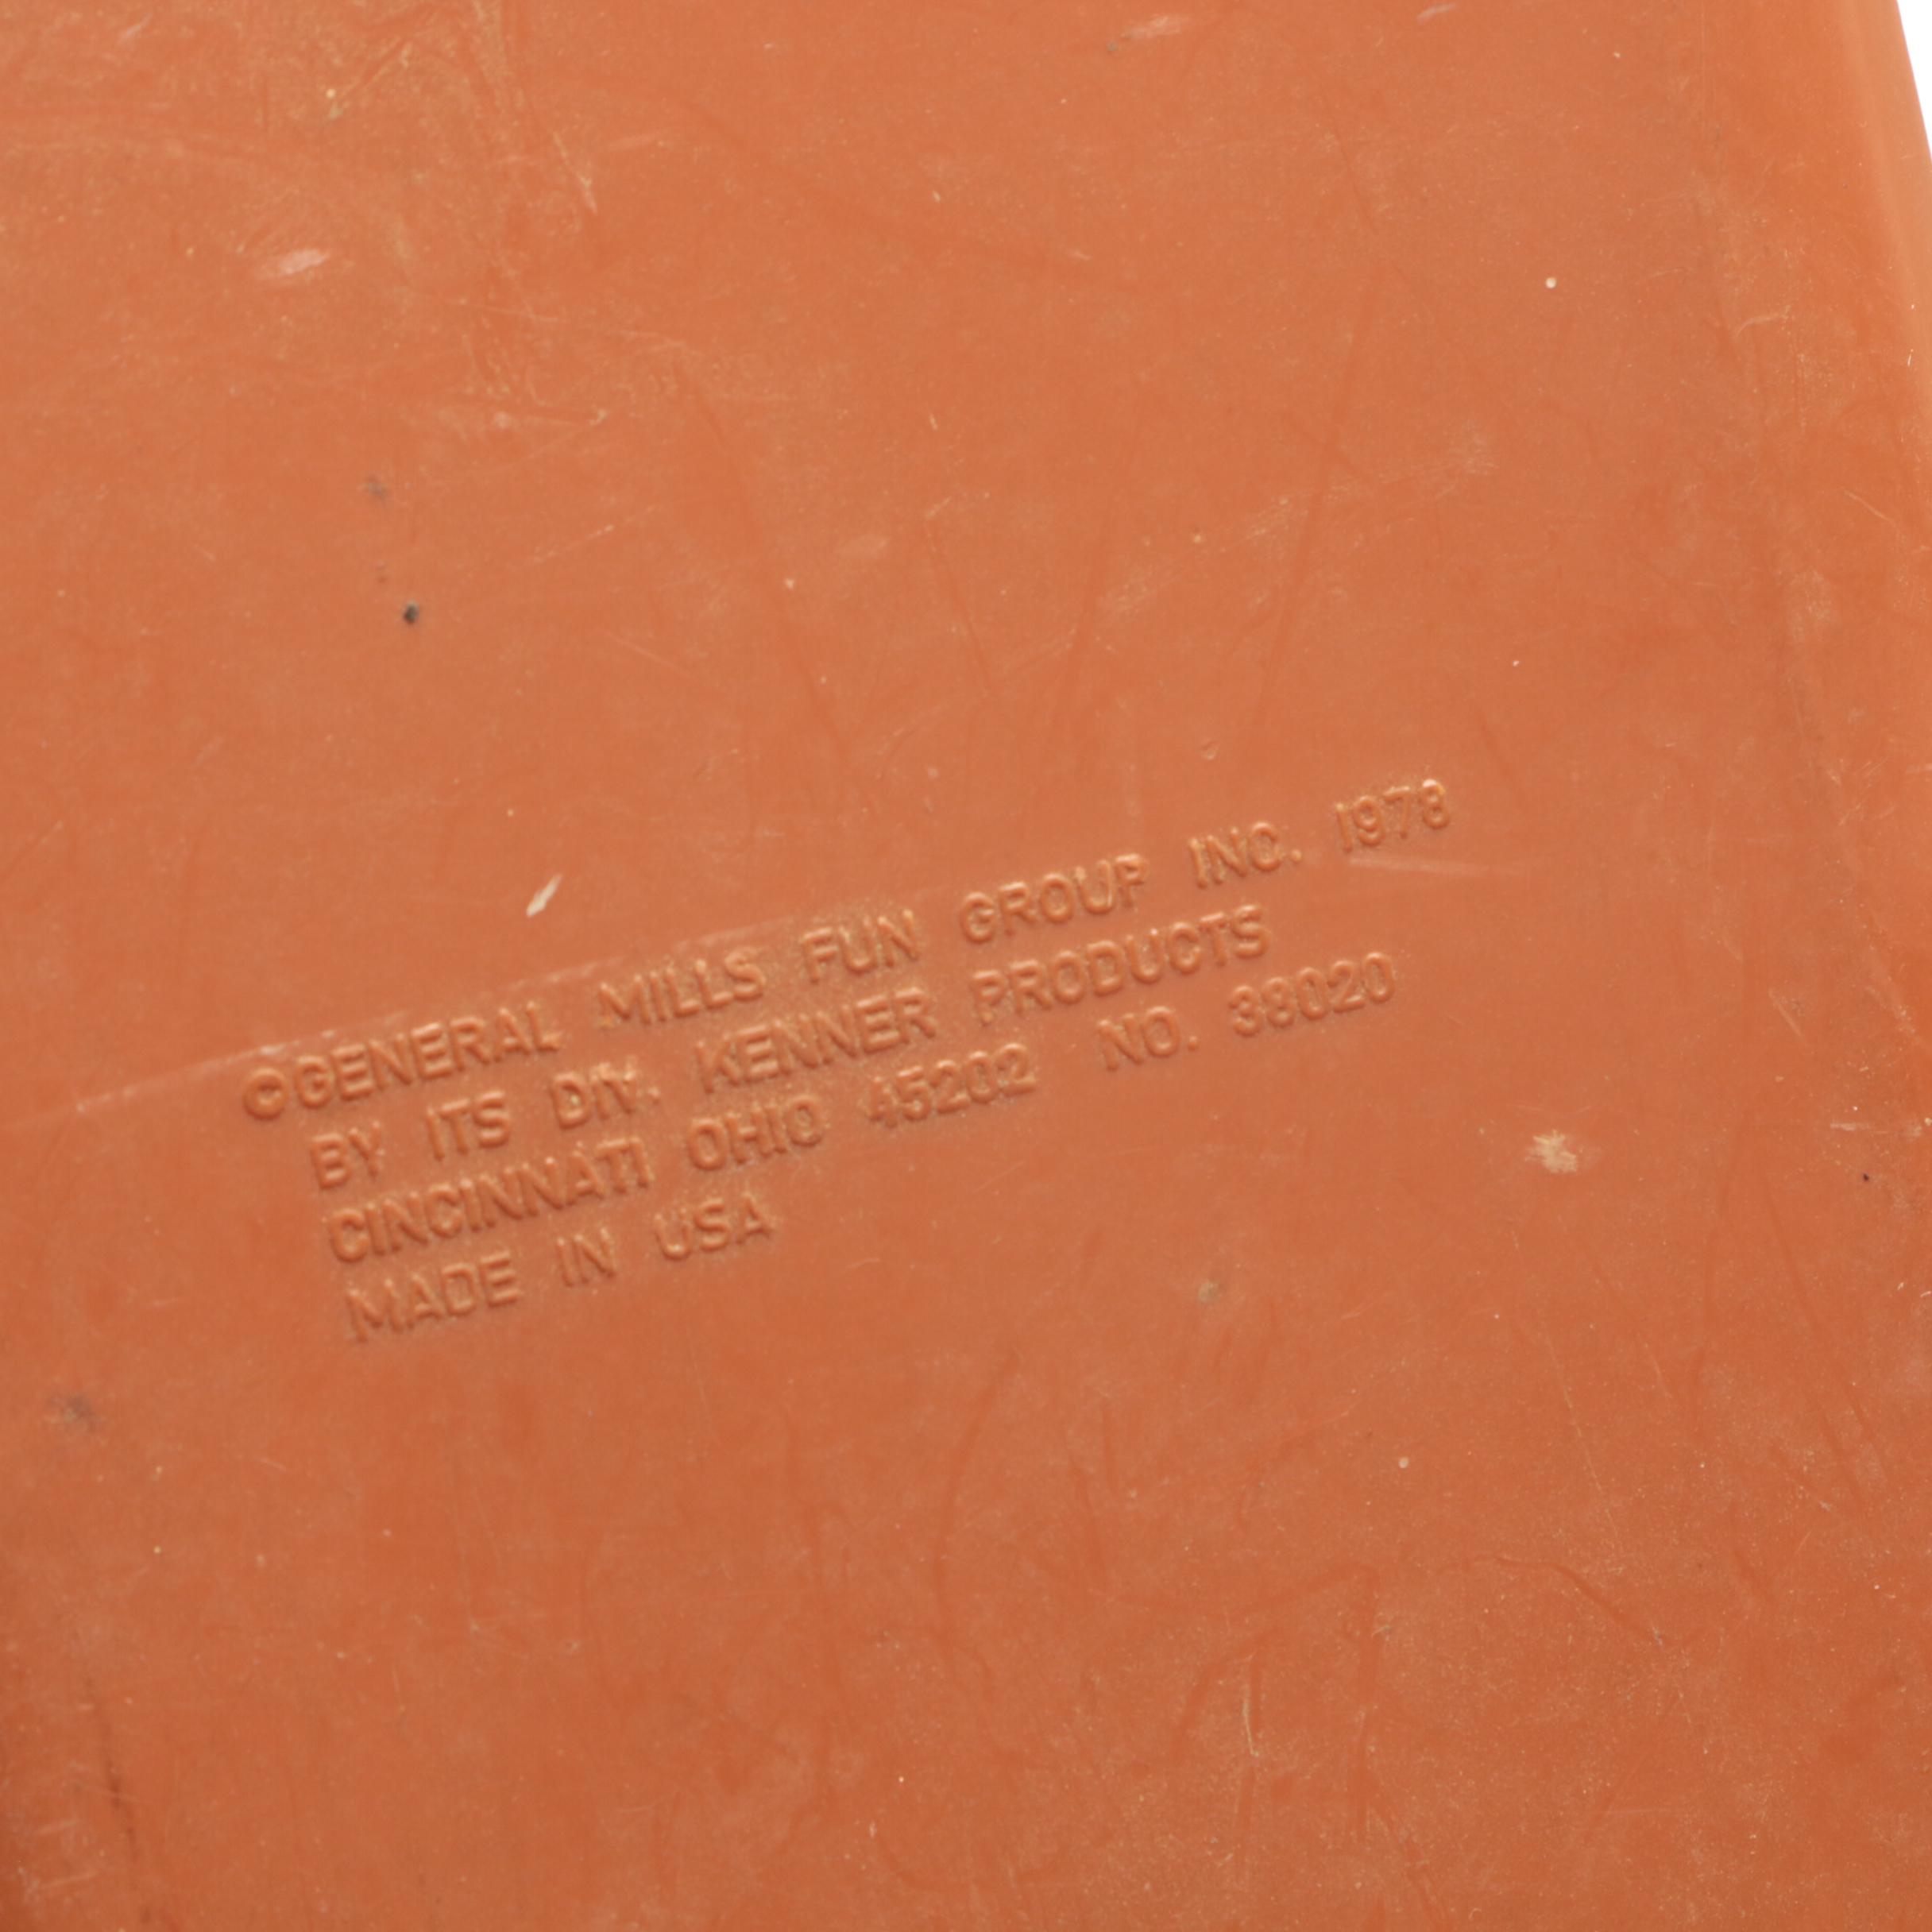 ©GENERAL MILLS FUN GROUP INC. 1978
BY ITS DIV. KENNER PRODUCTS
CINCINNATI OHIO 45202 NO. 38020
MADE IN USA